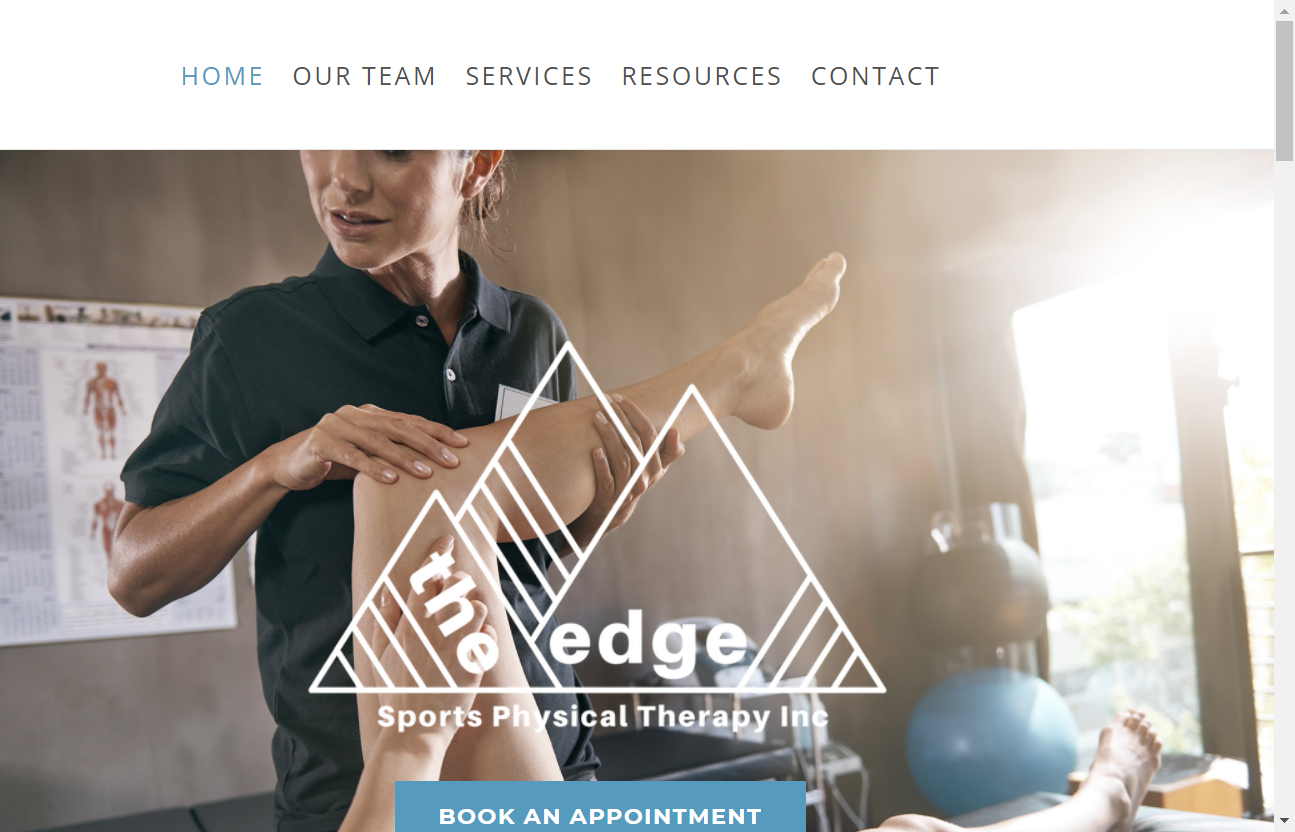 HOME OUR TEAM SERVICES RESOURCES CONTACT
the edge
Sports Physical Therapy Inc
BOOK AN APPOINTMENT